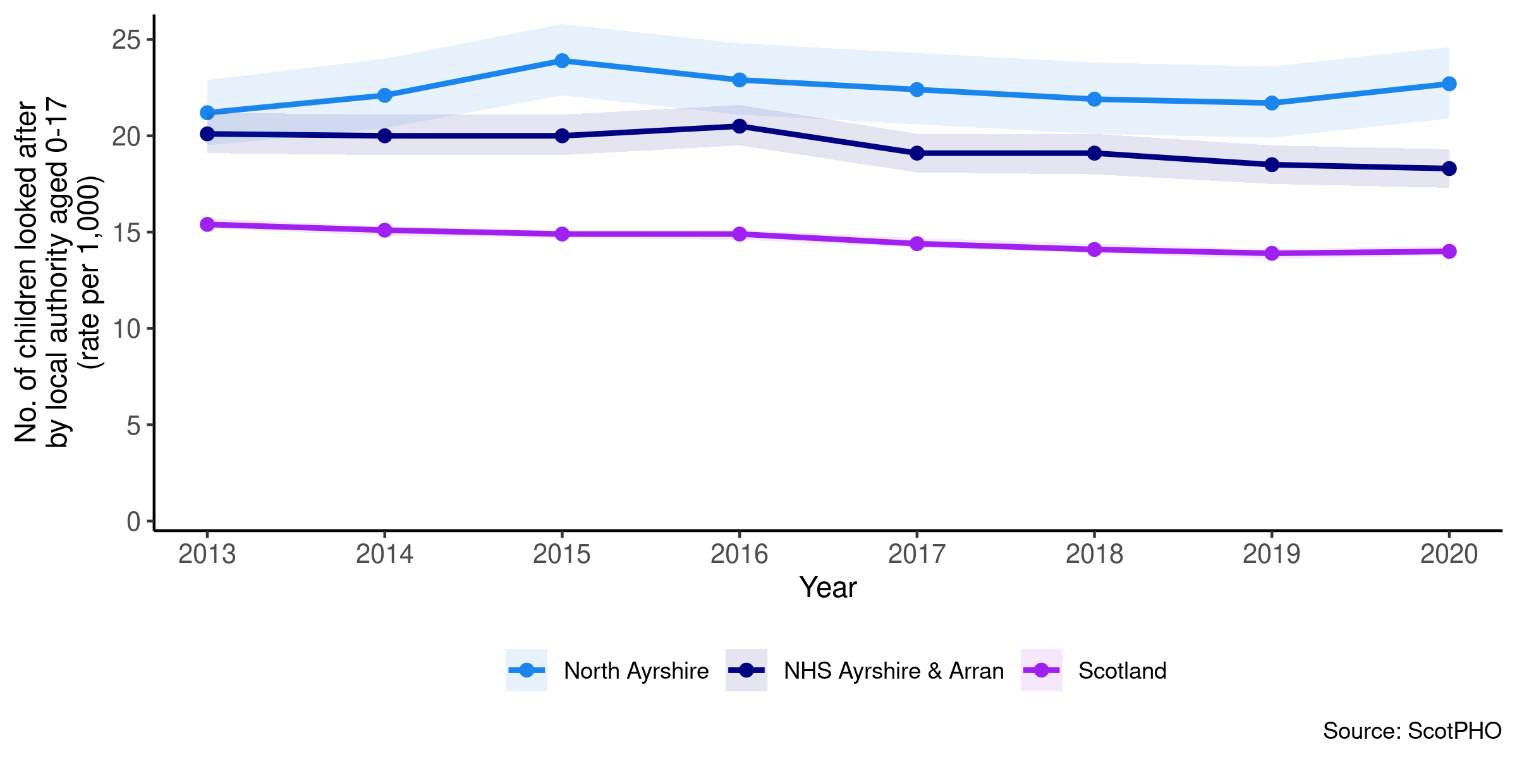 No. of children looked after
by local authority aged 0-17
(rate per 1,000)
25
20
15
10
5
0
2013 2014 2015 2016 2017 2018 2019 2020
Year
North Ayrshire NHS Ayrshire & Arran Scotland
Source: ScotPHO